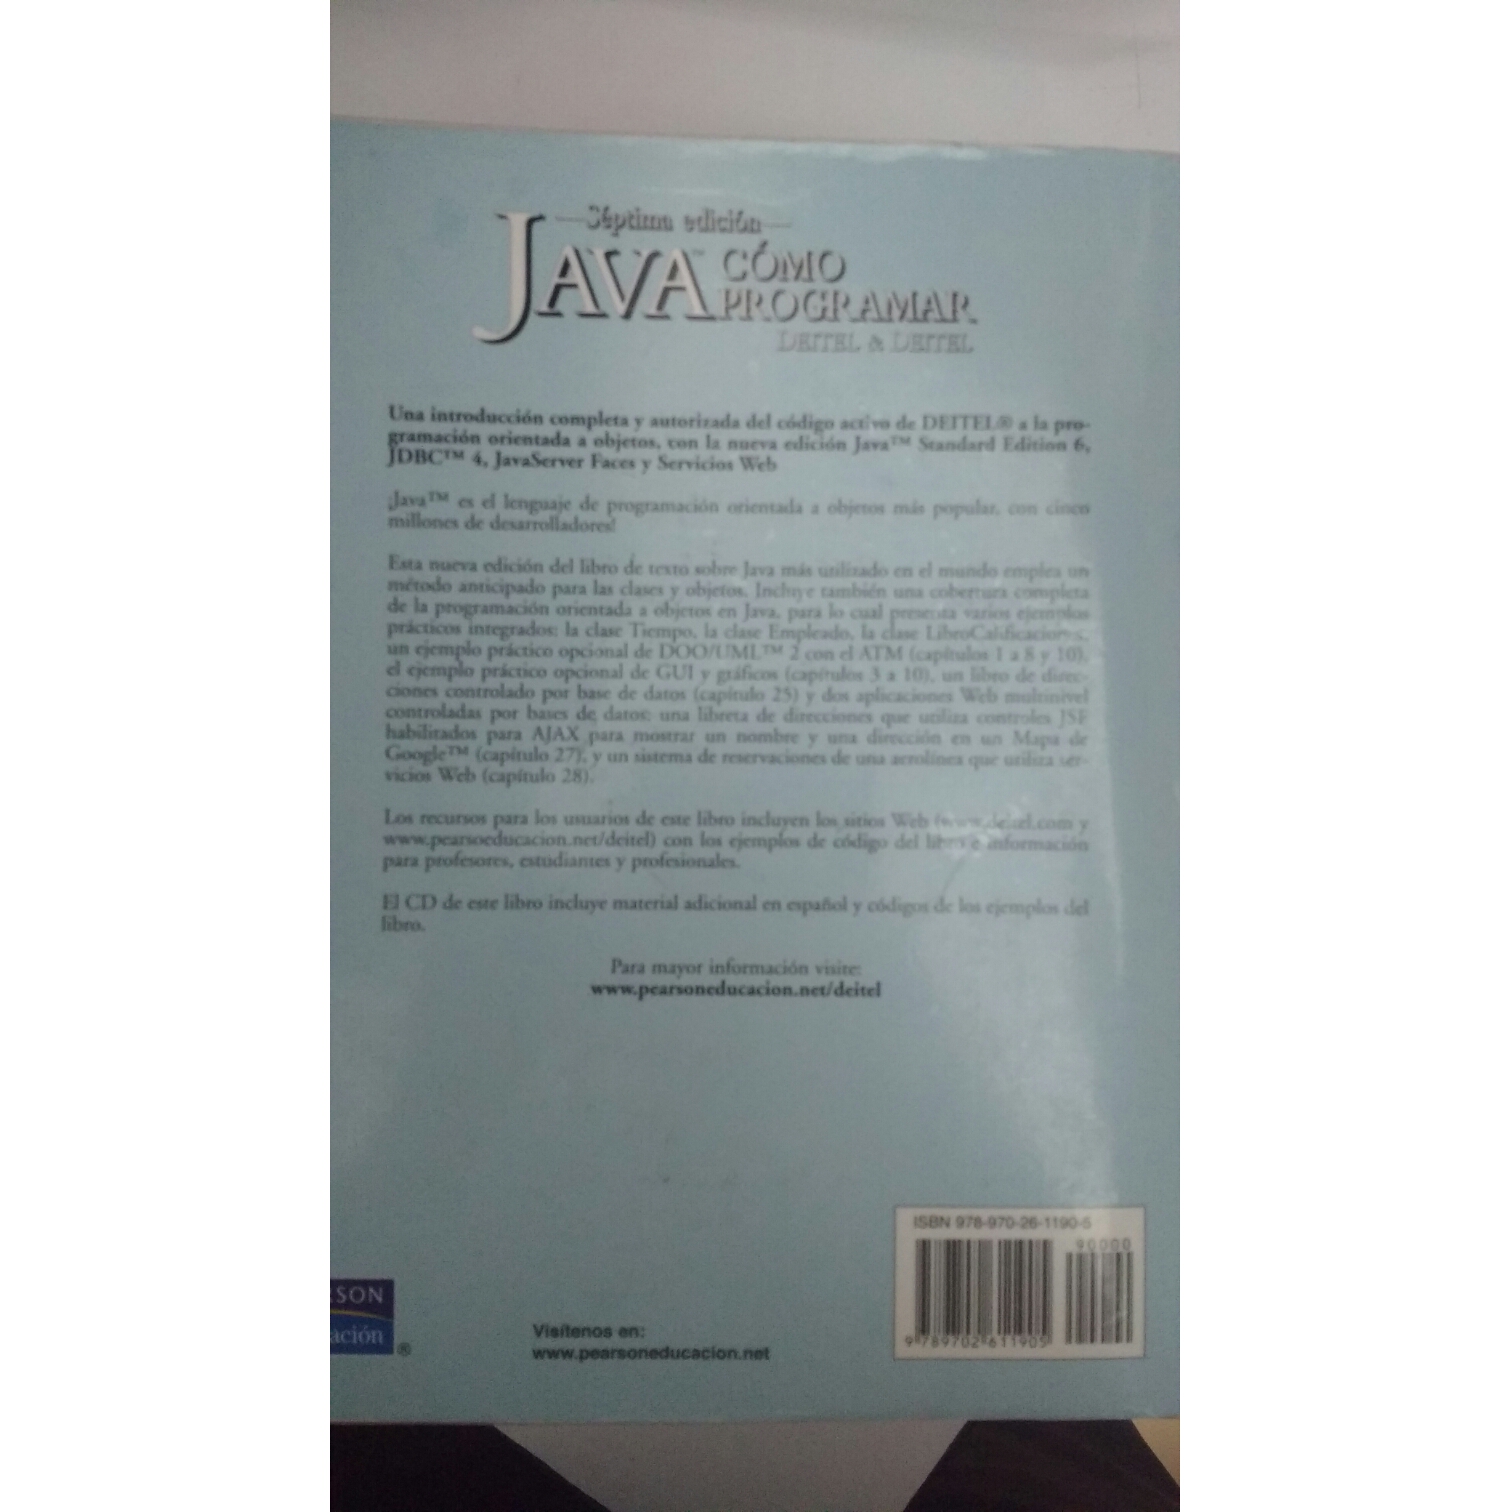 Séptima edición
JAVA™ CÓMO
PROGRAMAR
DEITEL & DEITEL
Una introducción completa y autorizada del código activo de DEITEL® a la pro-
gramación orientada a objetos, con la nueva edición Java™ Standard Edition 6,
JDBC™ 4, JavaServer Faces y Servicios Web
¡Java™ es el lenguaje de programación orientada a objetos más popular, con cinco
millones de desarrolladores!
Esta nueva edición del libro de texto sobre Java más utilizado en el mundo emplea un
método anticipado para las clases y objetos. Incluye también una cobertura completa
de la programación orientada a objetos en Java, para lo cual presenta varios ejemplos
prácticos integrados: la clase Tiempo, la clase Empleado, la clase LibroCalificaciones,
un ejemplo práctico opcional de DOO/UML™ 2 con el ATM (capítulos 1 a 8 y 10),
el ejemplo práctico opcional de GUI y gráficos (capítulos 3 a 10), un libro de direc-
ciones controlado por base de datos (capítulo 25) y dos aplicaciones Web multinivel
controladas por bases de datos: una libreta de direcciones que utiliza controles JSF
habilitados para AJAX para mostrar un nombre y una dirección en un Mapa de
Google™ (capítulo 27), y un sistema de reservaciones de una aerolínea que utiliza ser-
vicios Web (capítulo 28).
Los recursos para los usuarios de este libro incluyen los sitios Web (www.deitel.com y
www.pearsoeducacion.net/deitel) con los ejemplos de código del libro e información
para profesores, estudiantes y profesionales.
El CD de este libro incluye material adicional en español y códigos de los ejemplos del
libro.
Para mayor información visite:
www.pearsoneducacion.net/deitel
ISBN 978-970-26-1190-5
90000
9 789702 611905
RSON
ación ®
Visítenos en:
www.pearsoneducacion.net